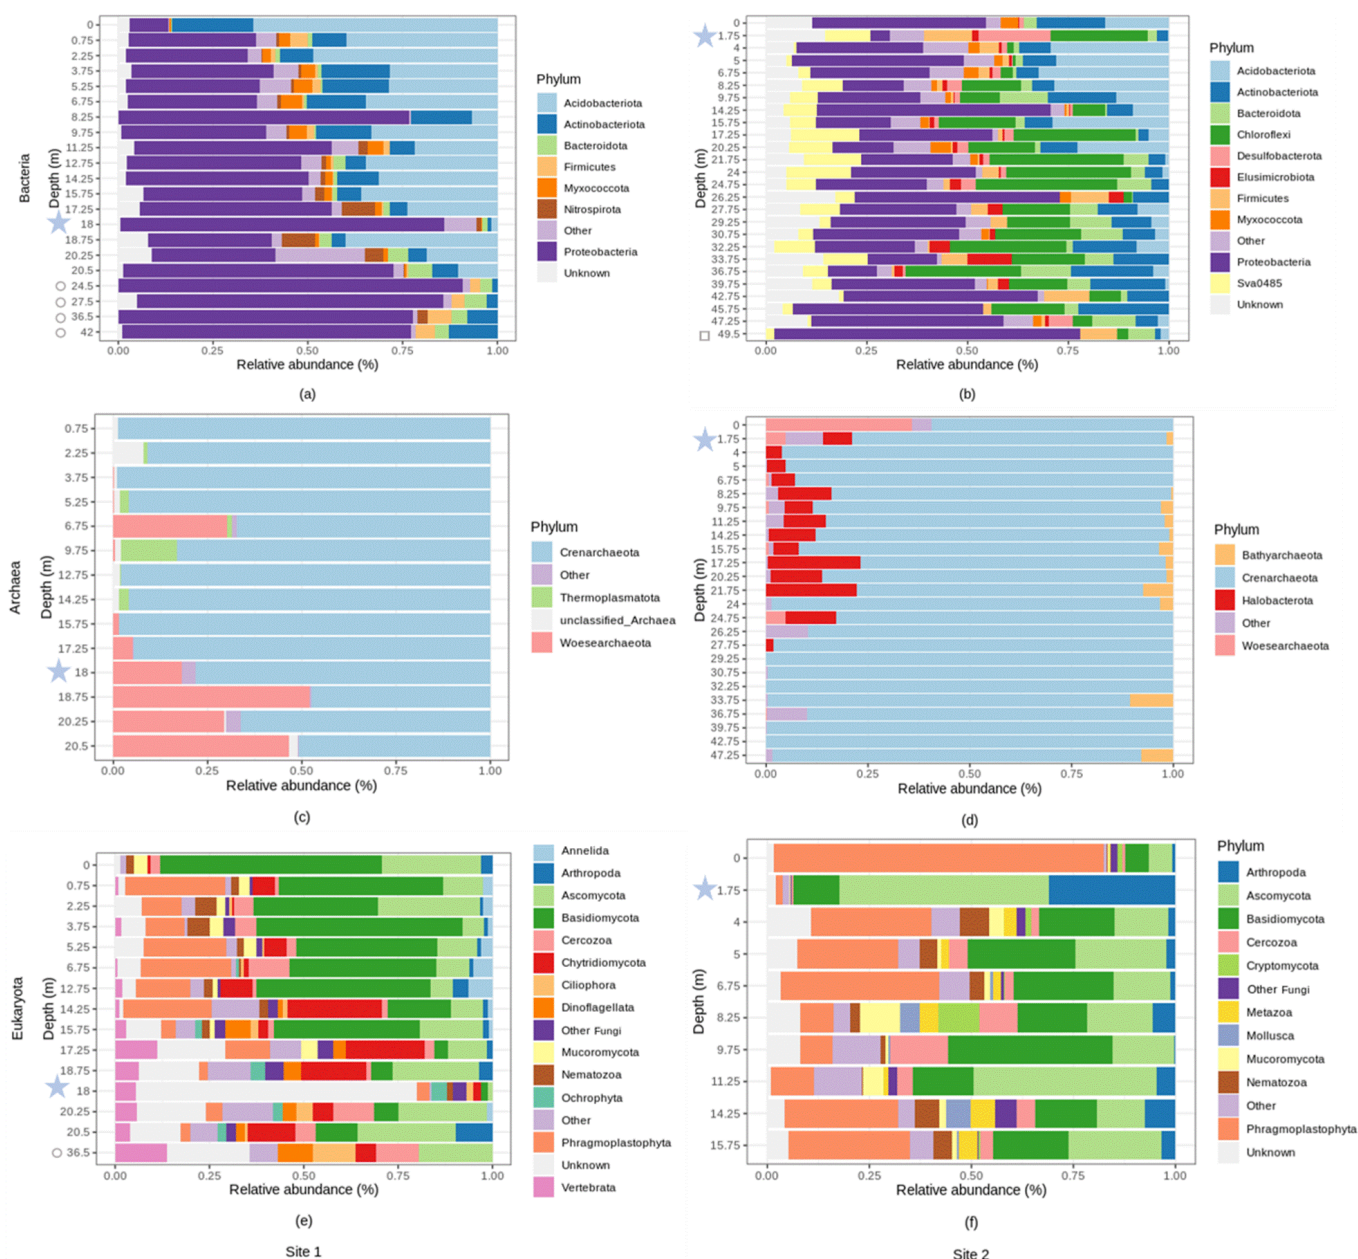 Bacteria
Depth (m)
0
0.75
2.25
3.75
5.25
6.75
8.25
9.75
11.25
12.75
14.25
15.75
17.25
18
18.75
20.25
20.5
24.5
27.5
36.5
42
0.00 0.25 0.50 0.75 1.00
Relative abundance (%)
Phylum
Acidobacteriota
Actinobacteriota
Bacteroidota
Firmicutes
Myxococcota
Nitrospirota
Other
Proteobacteria
Unknown
(a)
Depth (m)
0
1.75
4
5
6.75
8.25
9.75
14.25
15.75
17.25
20.25
21.75
24
24.75
26.25
27.75
29.25
30.75
32.25
33.75
36.75
39.75
42.75
45.75
47.25
49.5
0.00 0.25 0.50 0.75 1.00
Relative abundance (%)
Phylum
Acidobacteriota
Actinobacteriota
Bacteroidota
Chloroflexi
Desulfobacterota
Elusimicrobiota
Firmicutes
Myxococcota
Other
Proteobacteria
Sva0485
Unknown
(b)
Archaea
Depth (m)
0.75
2.25
3.75
5.25
6.75
9.75
12.75
14.25
15.75
17.25
18
18.75
20.25
20.5
0.00 0.25 0.50 0.75 1.00
Relative abundance (%)
Phylum
Crenarchaeota
Other
Thermoplasmatota
unclassified_Archaea
Woesearchaeota
(c)
Depth (m)
0
1.75
4
5
6.75
8.25
9.75
11.25
14.25
15.75
17.25
20.25
21.75
24
24.75
26.25
27.75
29.25
30.75
32.25
33.75
36.75
39.75
42.75
47.25
0.00 0.25 0.50 0.75 1.00
Relative abundance (%)
Phylum
Bathyarchaeota
Crenarchaeota
Halobacterota
Other
Woesearchaeota
(d)
Eukaryota
Depth (m)
0
0.75
2.25
3.75
5.25
6.75
12.75
14.25
15.75
17.25
18.75
18
20.25
20.5
36.5
0.00 0.25 0.50 0.75 1.00
Relative abundance (%)
Annelida
Arthropoda
Ascomycota
Basidiomycota
Cercozoa
Chytridiomycota
Ciliophora
Dinoflagellata
Other Fungi
Mucoromycota
Nematozoa
Ochrophyta
Other
Phragmoplastophyta
Unknown
Vertebrata
(e)
Site 1
Depth (m)
0
1.75
4
5
6.75
8.25
9.75
11.25
14.25
15.75
0.00 0.25 0.50 0.75 1.00
Relative abundance (%)
Phylum
Arthropoda
Ascomycota
Basidiomycota
Cercozoa
Cryptomycota
Other Fungi
Metazoa
Mollusca
Mucoromycota
Nematozoa
Other
Phragmoplastophyta
Unknown
(f)
Site 2